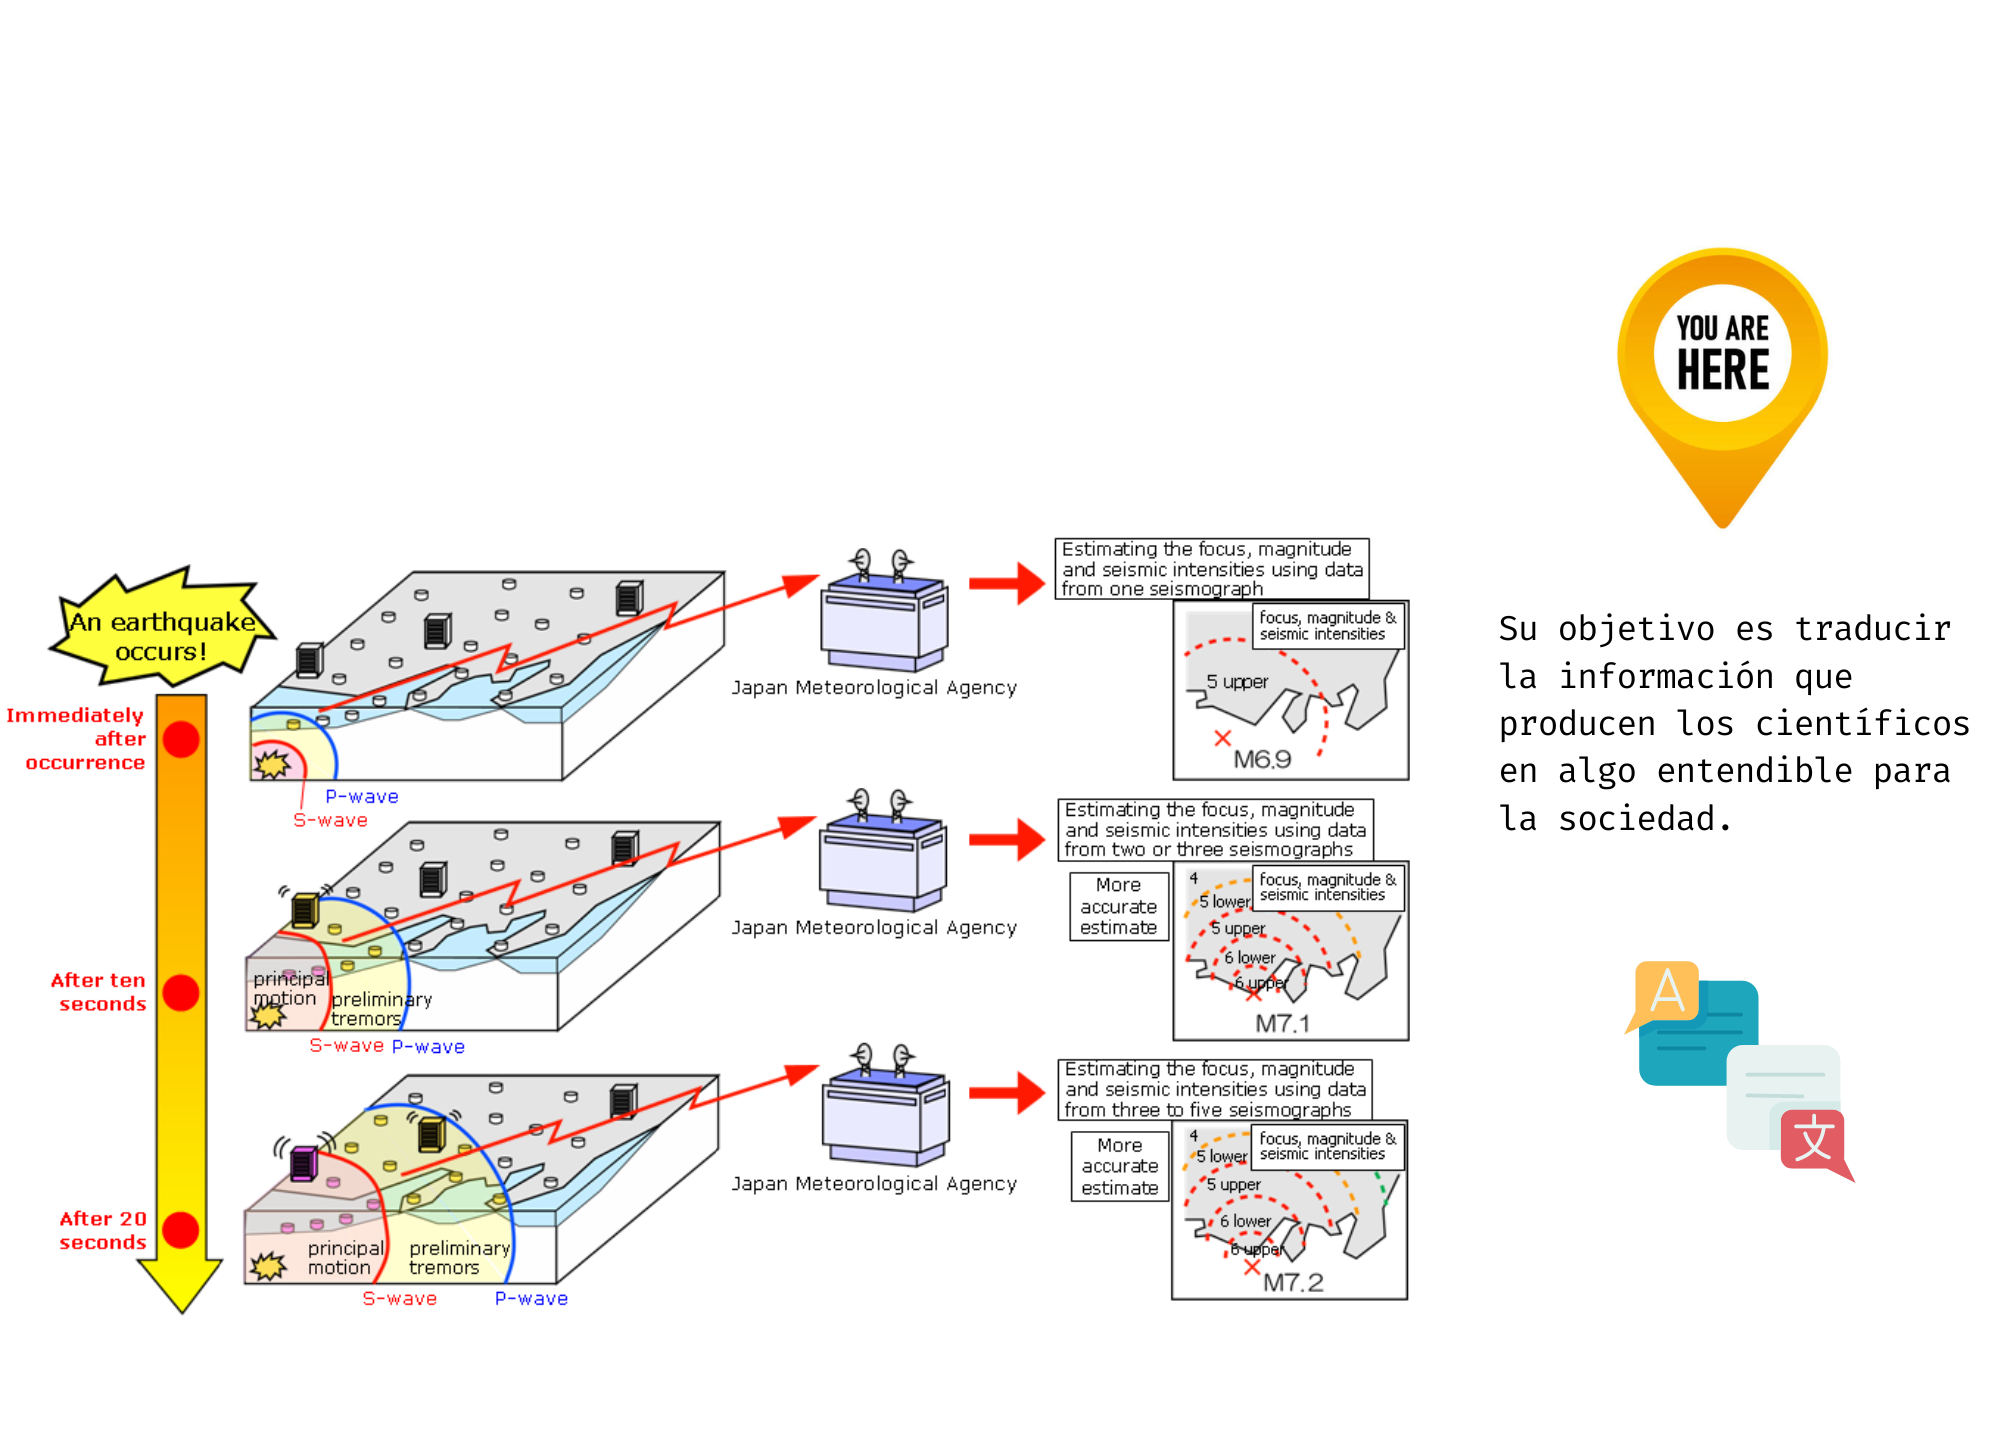 An earthquake
occurs!
Immediately
after
occurrence
P-wave
S-wave
Japan Meteorological Agency
Estimating the focus, magnitude
and seismic intensities using data
from one seismograph
focus, magnitude &
seismic intensities
5 upper
M6.9
After ten
seconds
principal
motion
preliminary
tremors
S-wave
P-wave
Japan Meteorological Agency
Estimating the focus, magnitude
and seismic intensities using data
from two or three seismographs
More
accurate
estimate
focus, magnitude &
seismic intensities
4
5 lower
5 upper
6 lower
6 upper
M7.1
After 20
seconds
principal
motion
preliminary
tremors
S-wave
P-wave
Japan Meteorological Agency
Estimating the focus, magnitude
and seismic intensities using data
from three to five seismographs
More
accurate
estimate
focus, magnitude &
seismic intensities
4
5 lower
5 upper
6 lower
6 upper
M7.2
YOU ARE
HERE
Su objetivo es traducir
la información que
producen los científicos
en algo entendible para
la sociedad.
A
文